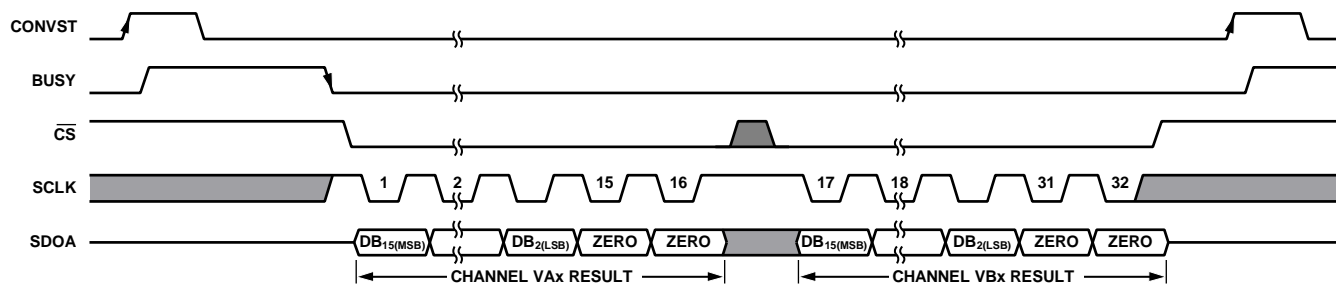 CONVST
BUSY
CS
SCLK 1 2 15 16 17 18 31 32
SDOA DB15(MSB) DB2(LSB) ZERO ZERO DB15(MSB) DB2(LSB) ZERO ZERO
CHANNEL VAx RESULT CHANNEL VBx RESULT